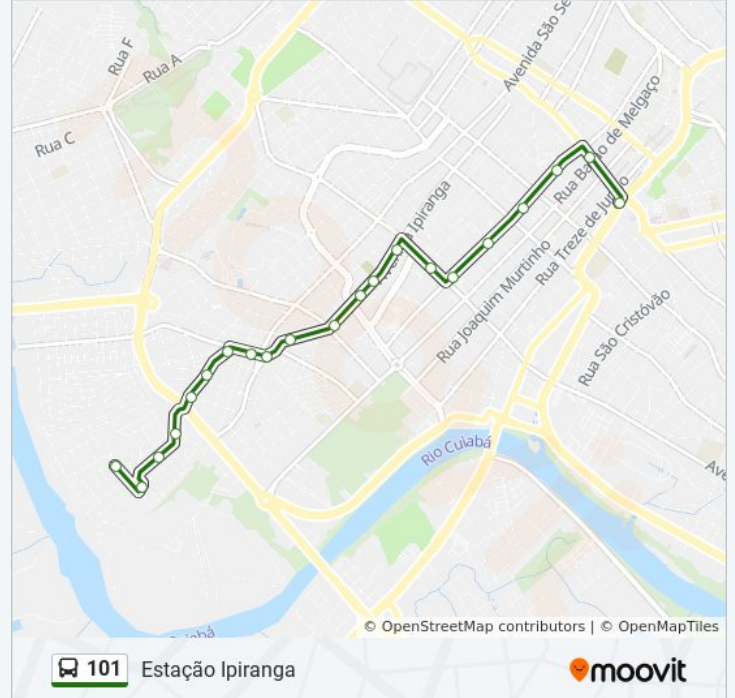 Avenida São Se
Rua F
Rua A
Rua C
Rua Barão de Melgaço
Rua Treze de Junho
Ipiranga
Rua Joaquim Murtinho
Rua São Cristóvão
Rio Cuiabá
Ave
© OpenStreetMap contributors | © OpenMapTiles
101 Estação Ipiranga
moovit